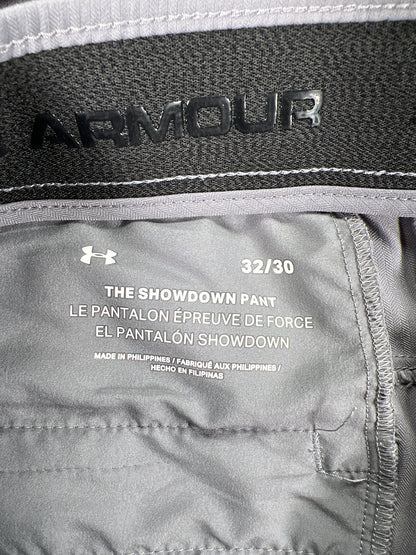 ARMOUR
32/30
THE SHOWDOWN PANT
LE PANTALON ÉPREUVE DE FORCE
EL PANTALÓN SHOWDOWN
MADE IN PHILIPPINES / FABRIQUÉ AUX PHILIPPINES /
HECHO EN FILIPINAS